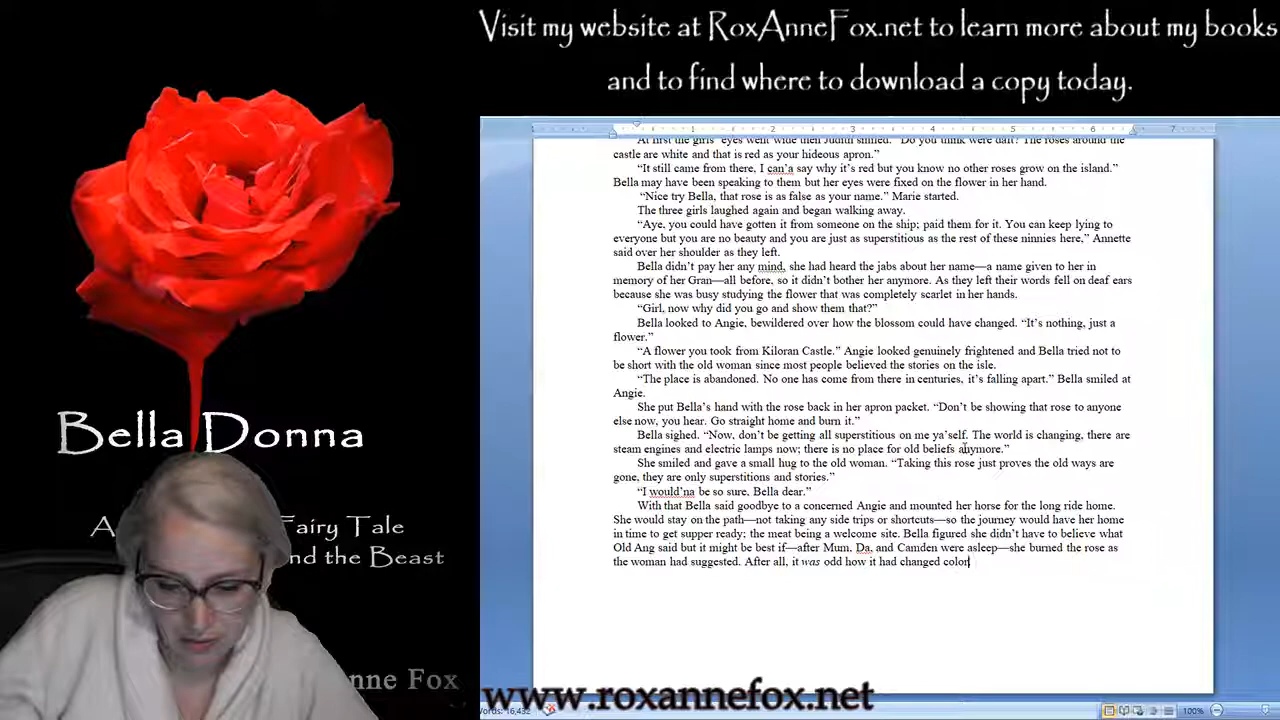 Visit my website at RoxAnneFox.net to learn more about my books
and to find where to download a copy today.
1 1 2 3 4 5 6 7
At first the girls' eyes went wide then Judith smiled. "Do you think were daft? The roses around the
castle are white and that is red as your hideous apron."
"It still came from there, I can'a say why it's red but you know no other roses grow on the island."
Bella may have been speaking to them but her eyes were fixed on the flower in her hand.
"Nice try Bella, that rose is as false as your name." Marie started.
The three girls laughed again and began walking away.
"Aye, you could have gotten it from someone on the ship; paid them for it. You can keep lying to
everyone but you are no beauty and you are just as superstitious as the rest of these ninnies here," Annette
said over her shoulder as they left.
Bella didn't pay her any mind, she had heard the jabs about her name—a name given to her in
memory of her Gran—all before, so it didn't bother her anymore. As they left their words fell on deaf ears
because she was busy studying the flower that was completely scarlet in her hands.
"Girl, now why did you go and show them that?"
Bella looked to Angie, bewildered over how the blossom could have changed. "It's nothing, just a
flower."
"A flower you took from Kiloran Castle." Angie looked genuinely frightened and Bella tried not to
be short with the old woman since most people believed the stories on the isle.
"The place is abandoned. No one has come from there in centuries, it's falling apart." Bella smiled at
Angie.
She put Bella's hand with the rose back in her apron packet. "Don't be showing that rose to anyone
else now, you hear. Go straight home and burn it."
Bella sighed. "Now, don't be getting all superstitious on me ya'self. The world is changing, there are
steam engines and electric lamps now; there is no place for old beliefs anymore."
She smiled and gave a small hug to the old woman. "Taking this rose just proves the old ways are
gone, they are only superstitions and stories."
"I would'na be so sure, Bella dear."
With that Bella said goodbye to a concerned Angie and mounted her horse for the long ride home.
She would stay on the path—not taking any side trips or shortcuts—so the journey would have her home
in time to get supper ready; the meat being a welcome site. Bella figured she didn't have to believe what
Old Ang said but it might be best if—after Mum, Da, and Camden were asleep—she burned the rose as
the woman had suggested. After all, it was odd how it had changed color
Bella Donna
A Fairy Tale
nd the Beast
nne Fox
www.roxannefox.net
Words: 16,432
100%